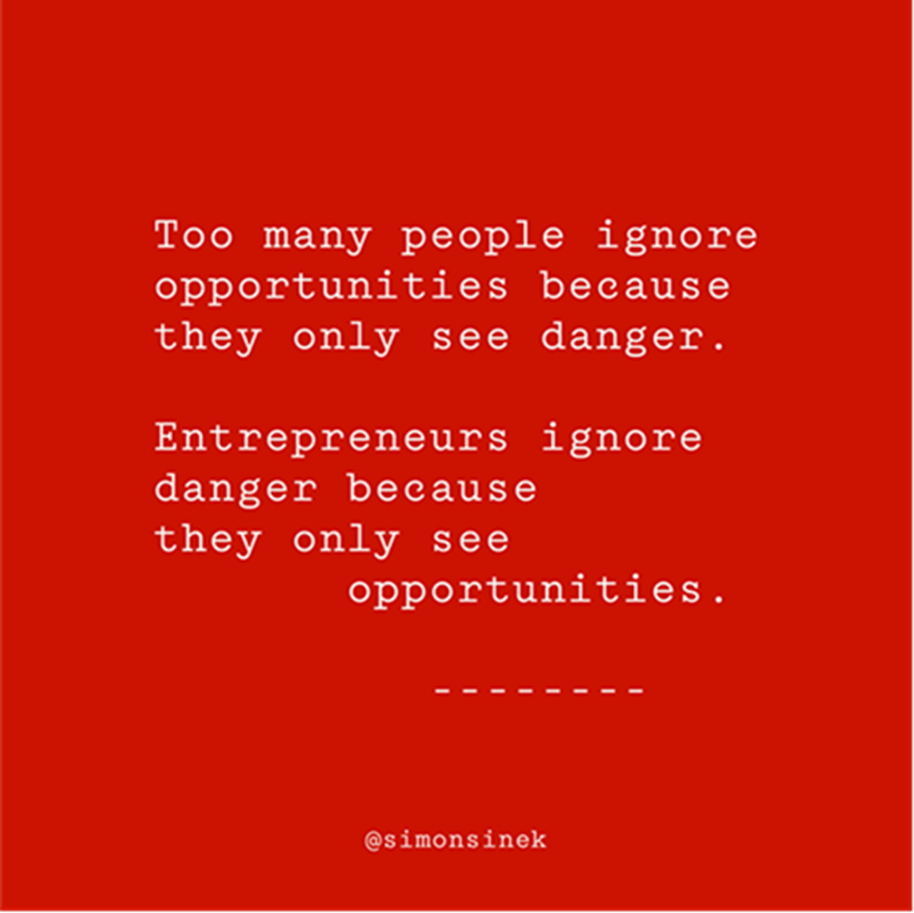 Too many people ignore
opportunities because
they only see danger.
Entrepreneurs ignore
danger because
they only see
opportunities.
--------
@simonsinek